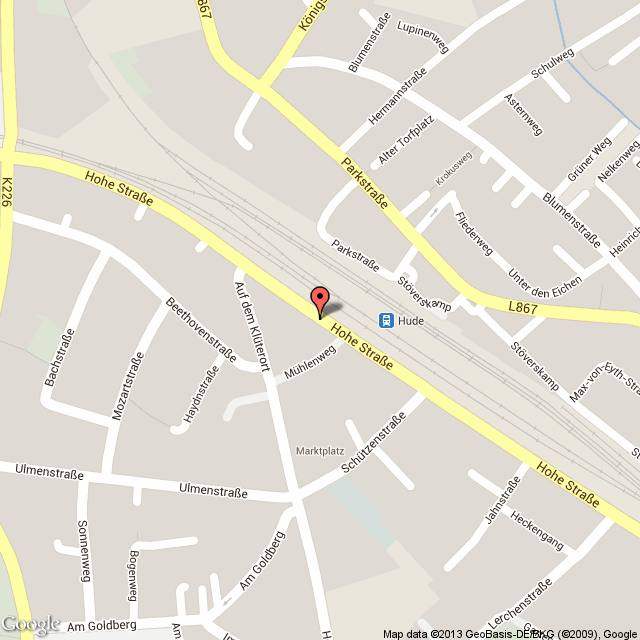 L867
Königs
Blumenstraße
Lupinenweg
Schulweg
Hermannstraße
Asternweg
Alter Torfplatz
Grüner Weg
Nelkenweg
Krokusweg
K226
Hohe Straße
Parkstraße
Blumenstraße
Fliederweg
Heinrich
Parkstraße
Stöverskamp
Unter den Eichen
L867
Auf dem Klüterort
Beethovenstraße
Hohe Straße
Hude
Bachstraße
Mozartstraße
Haydnstraße
Mühlenweg
Stöverskamp
Max-von-Eyth-Stra
Marktplatz
Schützenstraße
Ulmenstraße
Ulmenstraße
Hohe Straße
St
Jahnstraße
Heckengang
Sonnenweg
Bogenweg
Am Goldberg
Lerchenstraße
Am Goldberg
Am
H
Google
Map data ©2013 GeoBasis-DE/BKG (©2009), Google